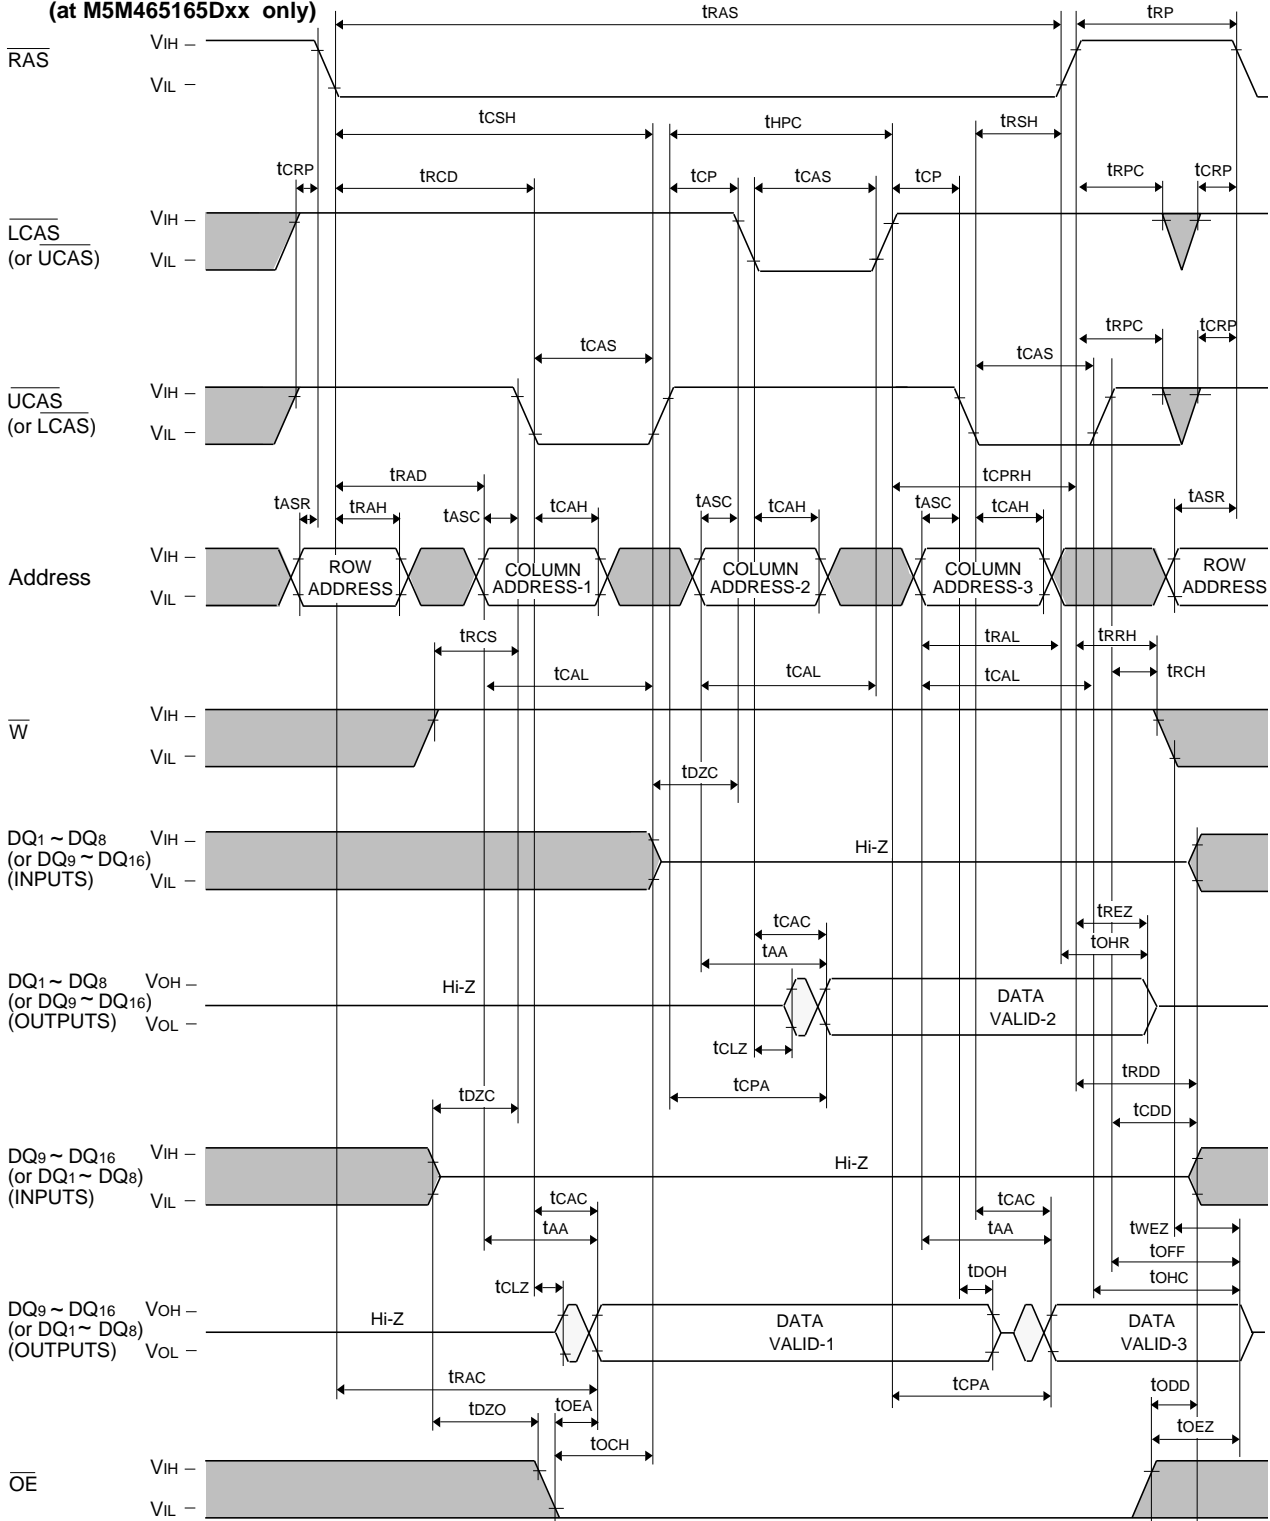 (at M5M465165Dxx only)
tRAS
tRP
RAS
VIH
VIL
tCSH
tHPC
tRSH
tCRP
tRCD
tCP
tCAS
tCP
tRPC
tCRP
LCAS
(or UCAS)
VIH
VIL
tRPC
tCRP
tCAS
tCAS
UCAS
(or LCAS)
VIH
VIL
tRAD
tCPRH
tASR
tRAH
tASC
tCAH
tASC
tCAH
tASC
tCAH
tASR
Address
VIH
VIL
ROW
ADDRESS
COLUMN
ADDRESS-1
COLUMN
ADDRESS-2
COLUMN
ADDRESS-3
ROW
ADDRESS
tRCS
tRAL
tRRH
tCAL
tCAL
tCAL
tRCH
W
VIH
VIL
tDZC
DQ1 ~ DQ8
(or DQ9 ~ DQ16)
(INPUTS)
VIH
VIL
Hi-Z
tCAC
tAA
tREZ
tOHR
DQ1 ~ DQ8
(or DQ9 ~ DQ16)
(OUTPUTS)
VOH
VOL
Hi-Z
DATA
VALID-2
tCLZ
tCPA
tRDD
tDZC
tCDD
DQ9 ~ DQ16
(or DQ1 ~ DQ8)
(INPUTS)
VIH
VIL
Hi-Z
tCAC
tAA
tCAC
tAA
tWEZ
tOFF
tCLZ
tDOH
tOHC
DQ9 ~ DQ16
(or DQ1 ~ DQ8)
(OUTPUTS)
VOH
VOL
Hi-Z
DATA
VALID-1
DATA
VALID-3
tRAC
tCPA
tODD
tDZO
tOEA
tOEZ
tOCH
OE
VIH
VIL